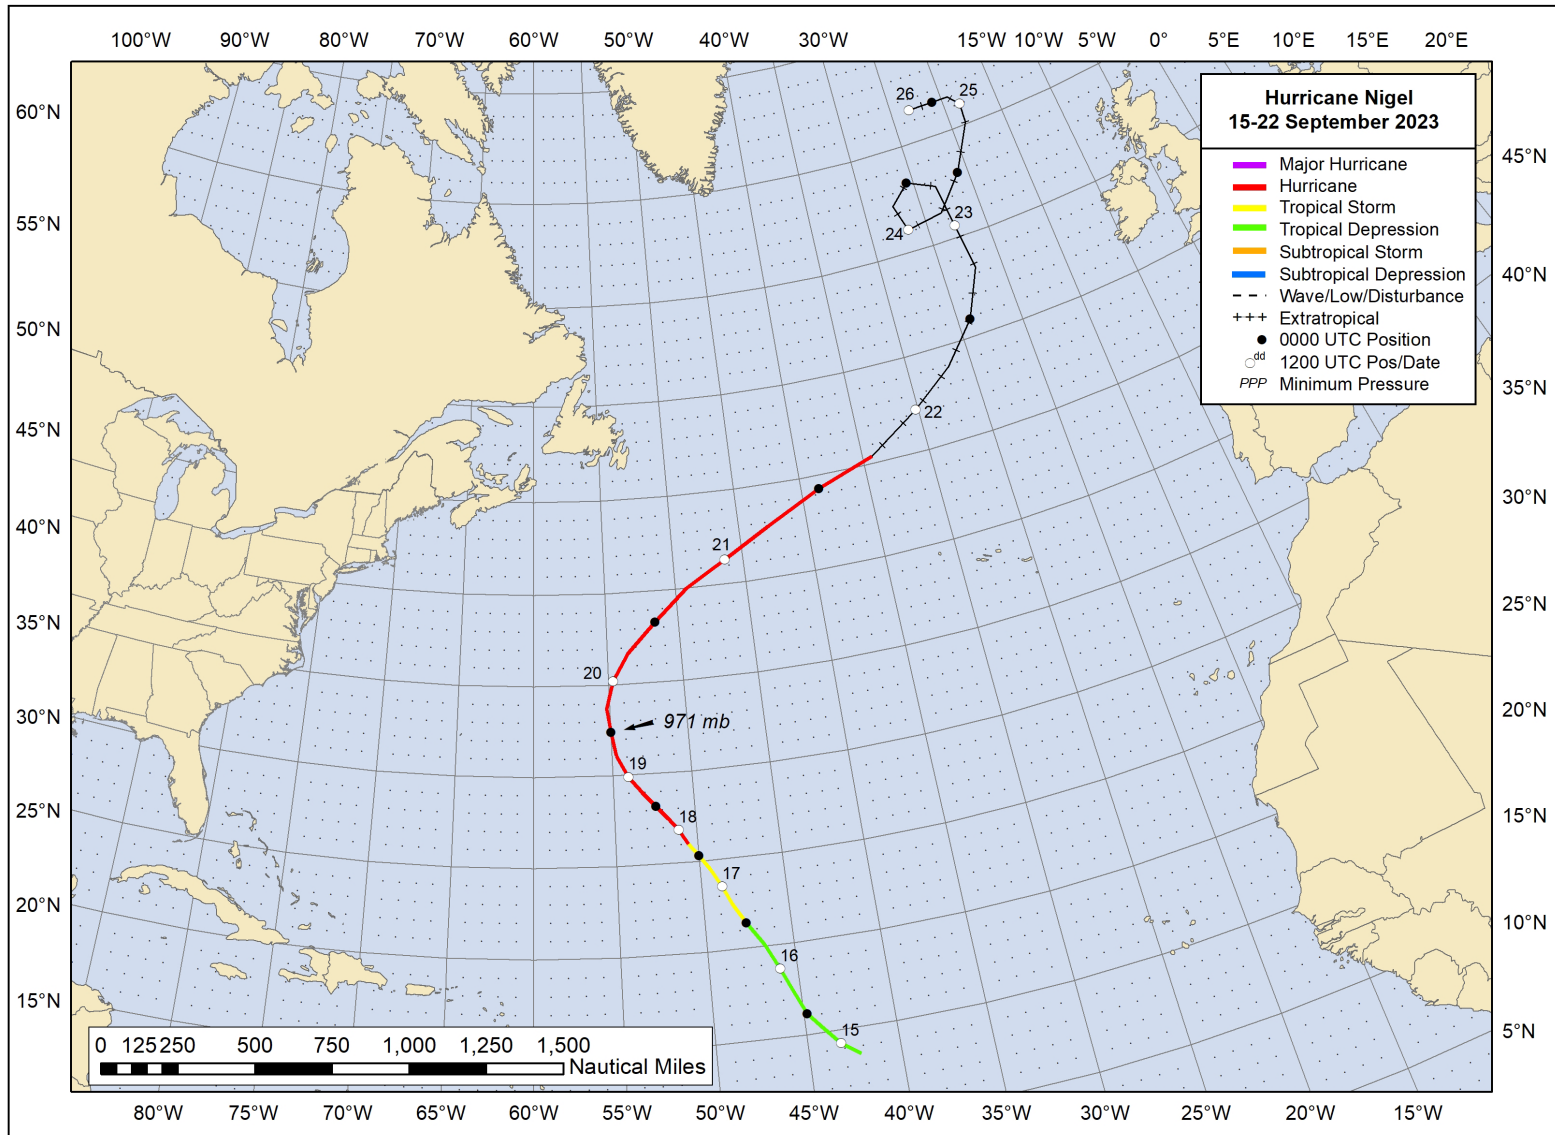 100°W 90°W 80°W 70°W 60°W 50°W 40°W 30°W 15°W 10°W 5°W 0° 5°E 10°E 15°E 20°E
Hurricane Nigel
15-22 September 2023
Major Hurricane
Hurricane
Tropical Storm
Tropical Depression
Subtropical Storm
Subtropical Depression
Wave/Low/Disturbance
+++ Extratropical
0000 UTC Position
dd 1200 UTC Pos/Date
PPP Minimum Pressure
60°N
55°N
50°N
45°N
40°N
35°N
30°N
25°N
20°N
15°N
45°N
40°N
35°N
30°N
25°N
20°N
15°N
10°N
5°N
26
25
24
23
22
21
20
971 mb
19
18
17
16
15
0 125 250 500 750 1,000 1,250 1,500
Nautical Miles
80°W 75°W 70°W 65°W 60°W 55°W 50°W 45°W 40°W 35°W 30°W 25°W 20°W 15°W